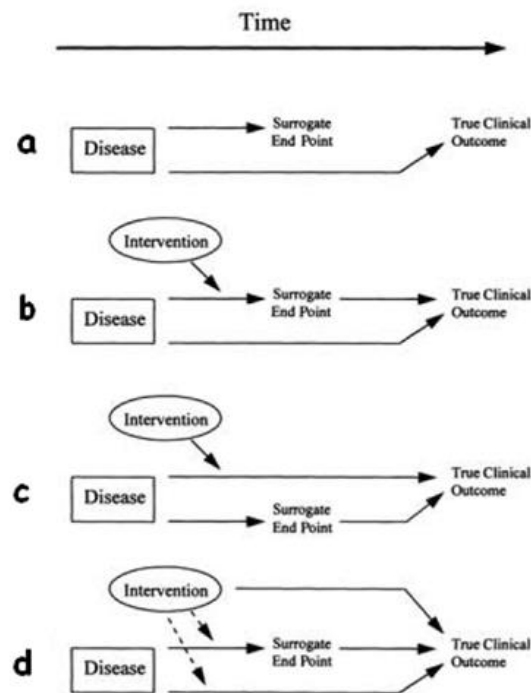 Time
a
Disease
Surrogate
End Point
True Clinical
Outcome
Intervention
b
Disease
Surrogate
End Point
True Clinical
Outcome
Intervention
c
Disease
Surrogate
End Point
True Clinical
Outcome
Intervention
d
Disease
Surrogate
End Point
True Clinical
Outcome